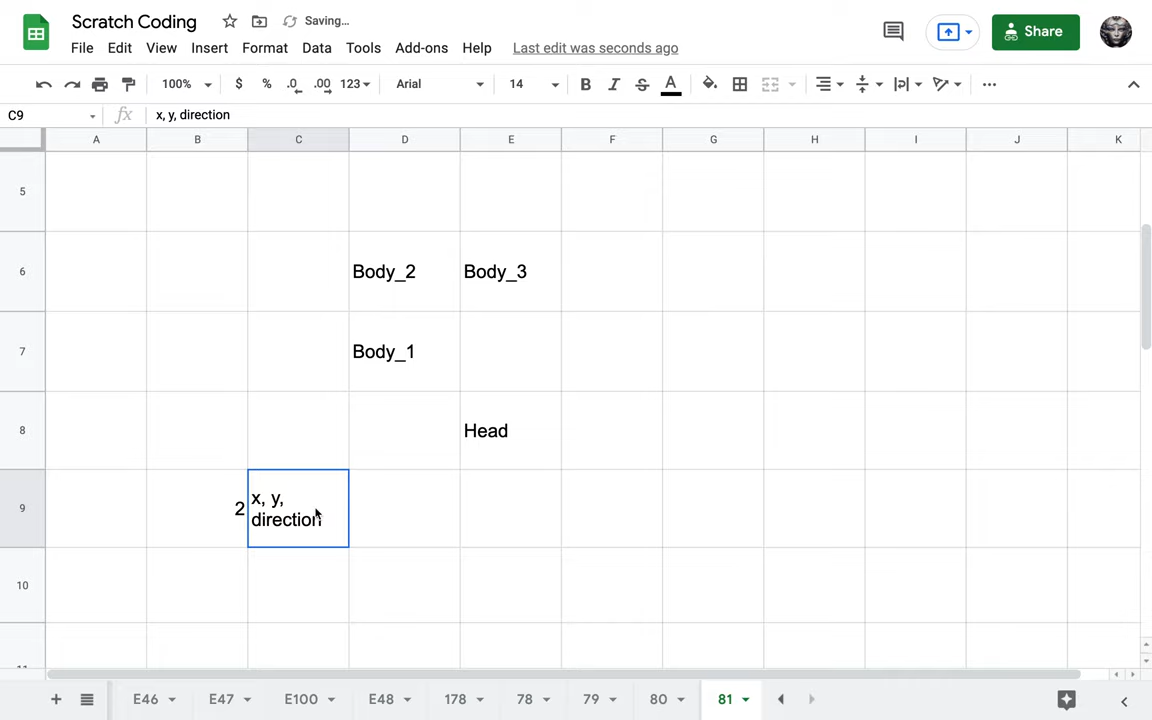 Scratch Coding
Saving…
File Edit View Insert Format Data Tools Add-ons Help Last edit was seconds ago
Share
100% $ % .0 .00 123 Arial 14 B I S A
C9 fx x, y, direction
A B C D E F G H I J K
5
6 Body_2 Body_3
7 Body_1
8 Head
9 2 x, y,
direction
10
11
E46 E47 E100 E48 178 78 79 80 81